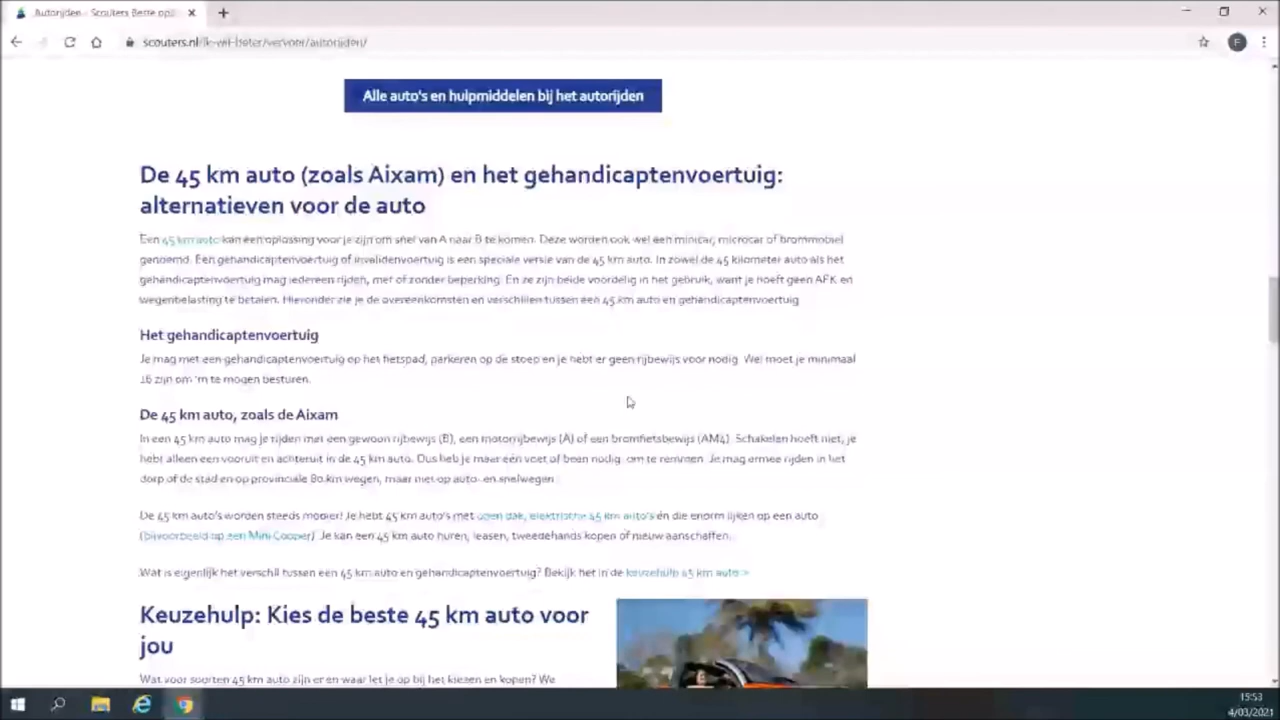 Autorijden - Scouters Beste op
scouters.nl/ik-wil-beter/vervoer/autorijden/
Alle auto's en hulpmiddelen bij het autorijden
De 45 km auto (zoals Aixam) en het gehandicaptenvoertuig:
alternatieven voor de auto
Een 45 km auto kan een oplossing voor je zijn om snel van A naar B te komen. Deze worden ook wel een minicar, microcar of brommobiel
genoemd. Een gehandicaptenvoertuig of invalidenvoertuig is een speciale versie van de 45 km auto. In zowel de 45 kilometer auto als het
gehandicaptenvoertuig mag iedereen rijden, met of zonder beperking. En ze zijn beide voordelig in het gebruik, want je hoeft geen APK en
wegenbelasting te betalen. Hieronder zie je de overeenkomsten en verschillen tussen een 45 km auto en gehandicaptenvoertuig
Het gehandicaptenvoertuig
Je mag met een gehandicaptenvoertuig op het fietspad, parkeren op de stoep en je hebt er geen rijbewijs voor nodig. Wel moet je minimaal
16 zijn om 'm te mogen besturen.
De 45 km auto, zoals de Aixam
In een 45 km auto mag je rijden met een gewoon rijbewijs (B), een motorrijbewijs (A) of een bromfietsbewijs (AM4). Schakelen hoeft niet, je
hebt alleen een vooruit en achteruit in de 45 km auto. Dus heb je maar één voet of been nodig om te remmen. Je mag ermee rijden in het
dorp of de stad en op provinciale 80 km wegen, maar niet op auto- en snelwegen.
De 45 km auto's worden steeds mooier! Je hebt 45 km auto's met open dak, elektrische 45 km auto's én die enorm lijken op een auto
(bijvoorbeeld op een Mini Cooper). Je kan een 45 km auto huren, leasen, tweedehands kopen of nieuw aanschaffen.
Wat is eigenlijk het verschil tussen een 45 km auto en gehandicaptenvoertuig? Bekijk het in de keuzehulp 45 km auto >
Keuzehulp: Kies de beste 45 km auto voor
jou
Wat voor soorten 45 km auto zijn er en waar let je op bij het kiezen en kopen? We
15:53
4/03/2021